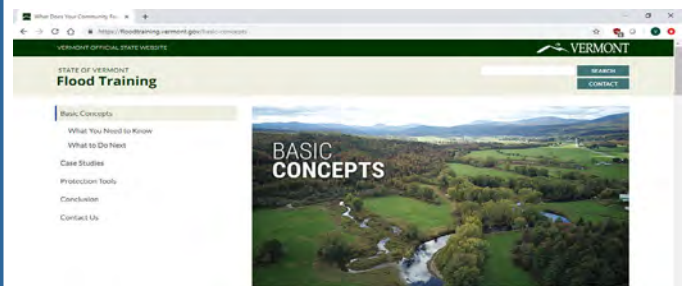 What Does Your Community
https://floodtraining.vermont.gov/basic-concepts
VERMONT OFFICIAL STATE WEBSITE
VERMONT
STATE OF VERMONT
Flood Training
SEARCH
CONTACT
Basic Concepts
What You Need to Know
What to Do Next
Case Studies
Protection Tools
Conclusion
Contact Us
BASIC
CONCEPTS